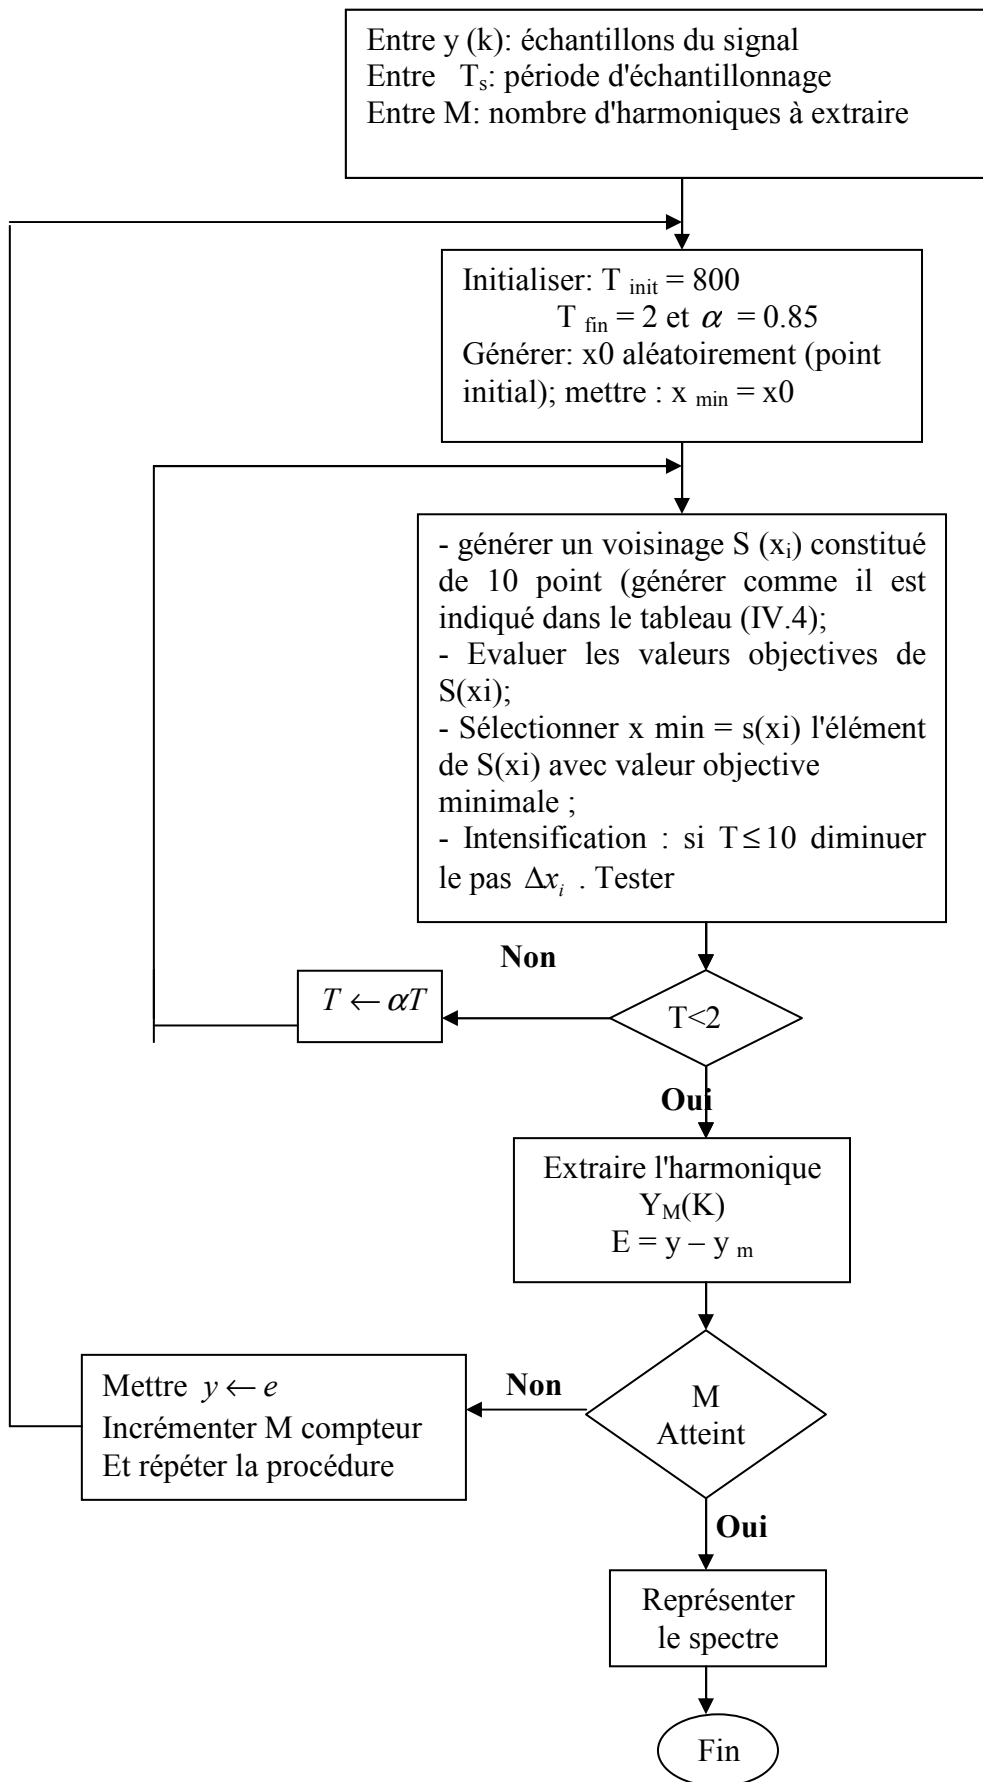 Entre y (k): échantillons du signal
Entre Tₛ: période d'échantillonnage
Entre M: nombre d'harmoniques à extraire
Initialiser: T init = 800
T fin = 2 et α = 0.85
Générer: x0 aléatoirement (point
initial); mettre : x min = x0
- générer un voisinage S (xᵢ) constitué
de 10 point (générer comme il est
indiqué dans le tableau (IV.4);
- Evaluer les valeurs objectives de
S(xi);
- Sélectionner x min = s(xi) l'élément
de S(xi) avec valeur objective
minimale ;
- Intensification : si T ≤ 10 diminuer
le pas Δxᵢ . Tester
Non
T ← αT
T<2
Oui
Extraire l'harmonique
Y_M(K)
E = y – y m
Mettre y ← e
Incrémenter M compteur
Et répéter la procédure
Non
M
Atteint
Oui
Représenter
le spectre
Fin